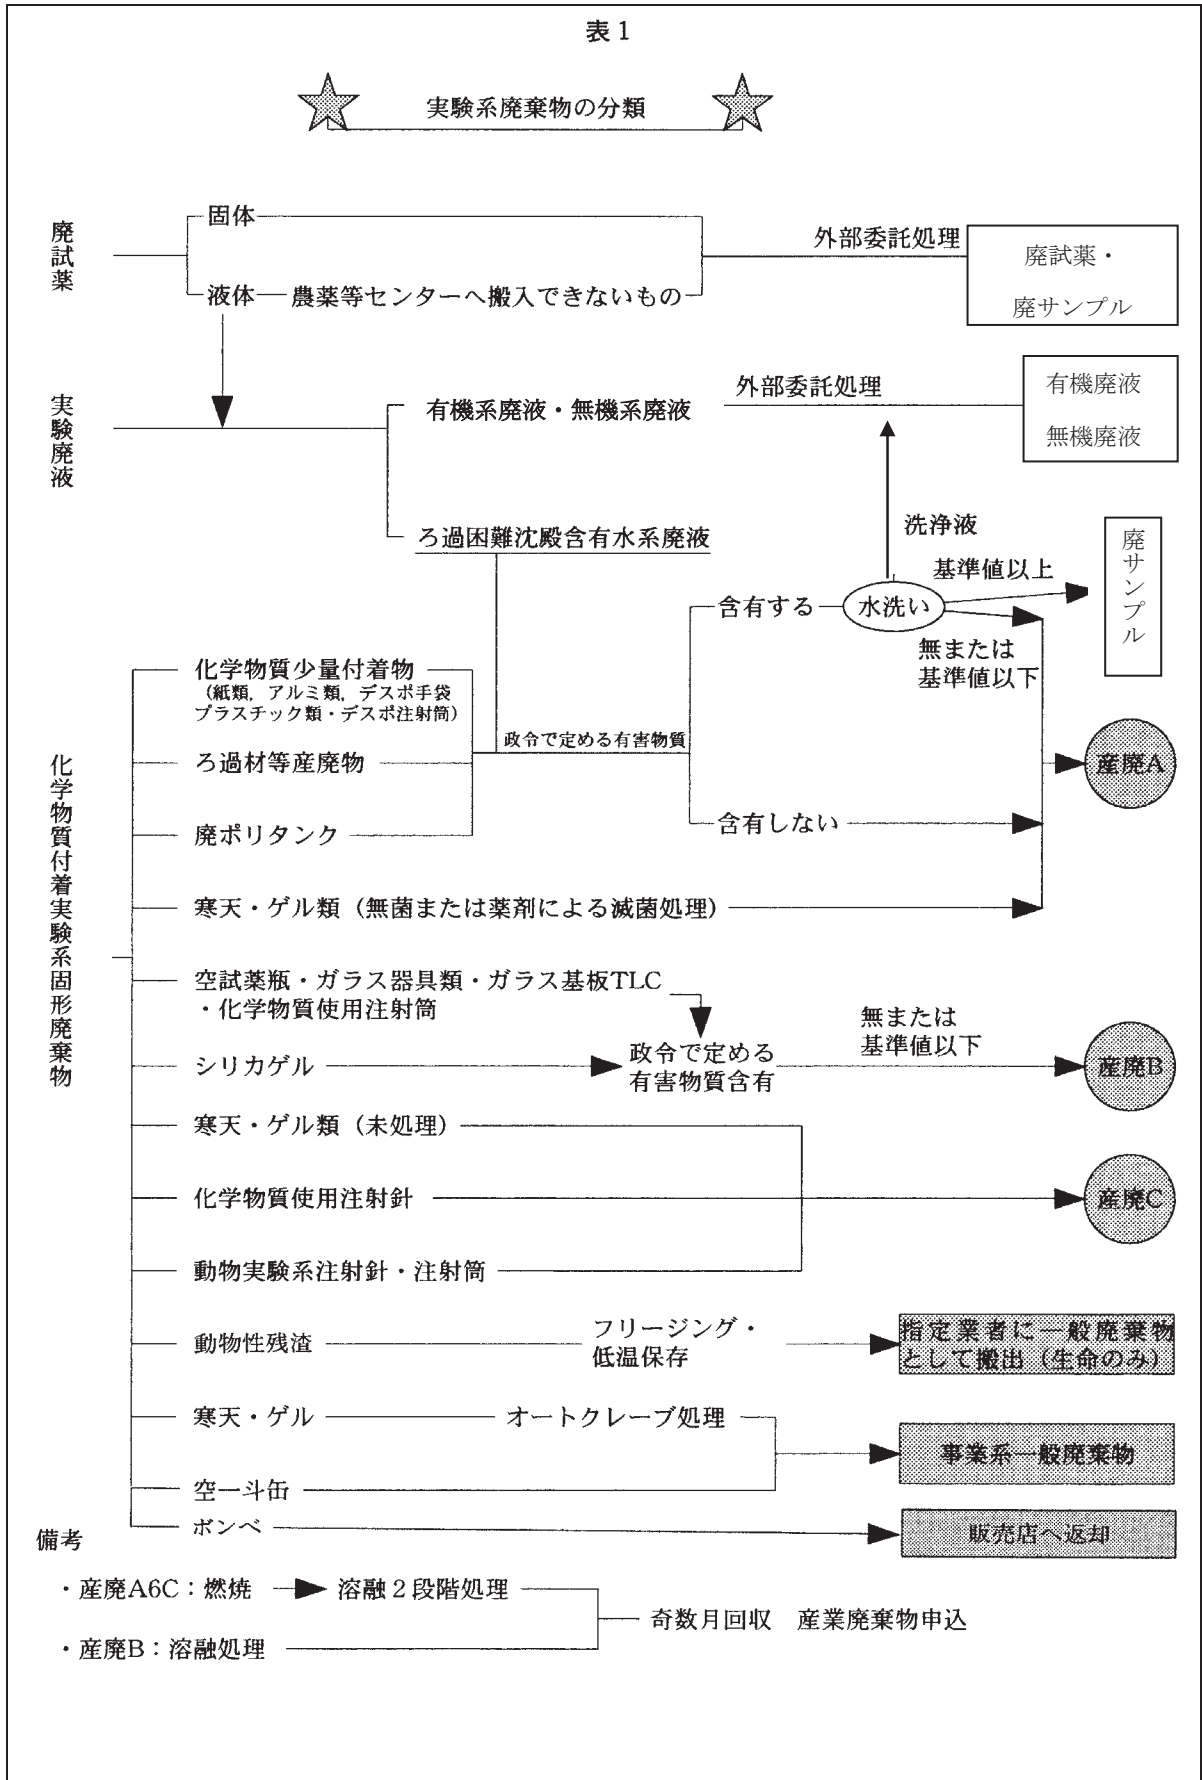 表1
実験系廃棄物の分類
廃試薬
固体
液体
農薬等センターへ搬入できないもの
外部委託処理
廃試薬・
廃サンプル
実験廃液
有機系廃液・無機系廃液
外部委託処理
有機廃液
無機廃液
ろ過困難沈殿含有水系廃液
洗浄液
基準値以上
廃サンプル
含有する
水洗い
無または
基準値以下
化学物質付着実験系固形廃棄物
化学物質少量付着物
(紙類,アルミ類,デスポ手袋
プラスチック類・デスポ注射筒)
政令で定める有害物質
ろ過材等産廃物
産廃A
含有しない
廃ポリタンク
寒天・ゲル類(無菌または薬剤による滅菌処理)
空試薬瓶・ガラス器具類・ガラス基板TLC
・化学物質使用注射筒
シリカゲル
政令で定める
有害物質含有
無または
基準値以下
産廃B
寒天・ゲル類(未処理)
化学物質使用注射針
産廃C
動物実験系注射針・注射筒
動物性残渣
フリージング・
低温保存
指定業者に一般廃棄物
として搬出(生命のみ)
寒天・ゲル
オートクレーブ処理
事業系一般廃棄物
空一斗缶
ボンベ
販売店へ返却
備考
・産廃A6C:燃焼
溶融2段階処理
・産廃B:溶融処理
奇数月回収 産業廃棄物申込